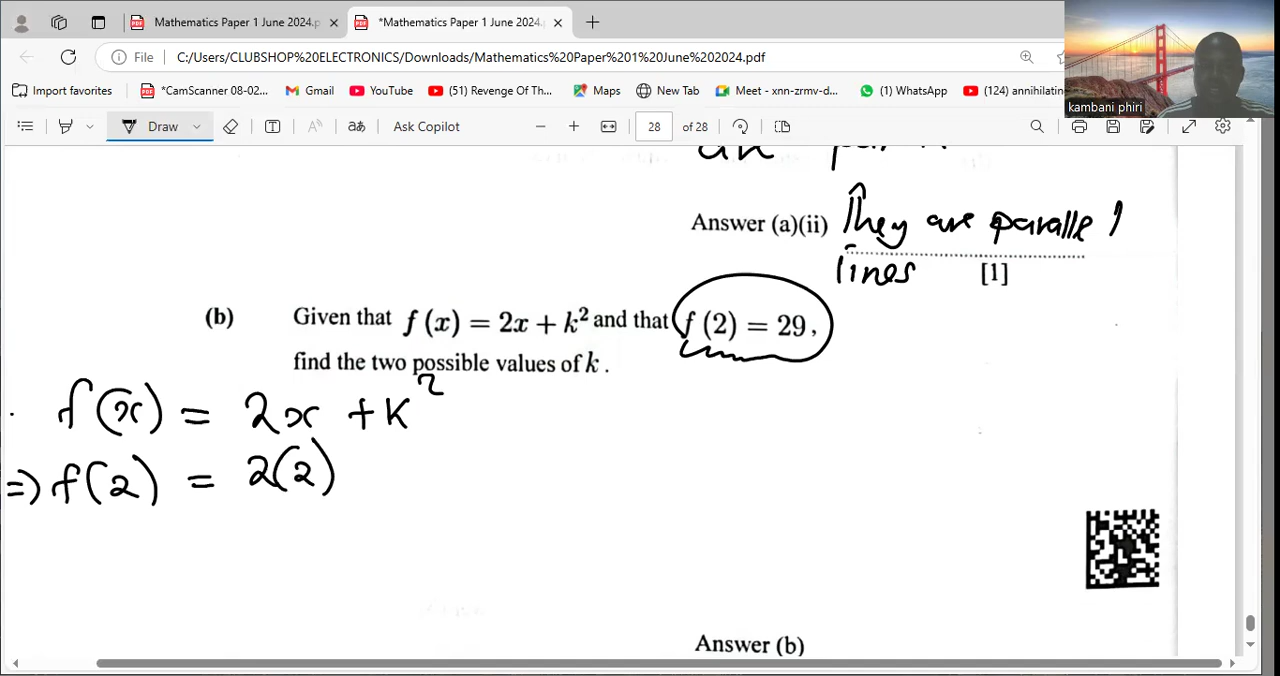 Mathematics Paper 1 June 2024.p
*Mathematics Paper 1 June 2024.
File C:/Users/CLUBSHOP%20ELECTRONICS/Downloads/Mathematics%20Paper%201%20June%202024.pdf
kambani phiri
Import favorites *CamScanner 08-02... Gmail YouTube (51) Revenge Of Th... Maps New Tab Meet - xnn-zrmv-d... (1) WhatsApp (124) annihilatin
Draw Ask Copilot 28 of 28
Answer (a)(ii) They are parallel
lines [1]
(b) Given that f (x) = 2x + k² and that f (2) = 29,
find the two possible values of k.
f(x) = 2x + k²
=) f(2) = 2(2)
Answer (b)